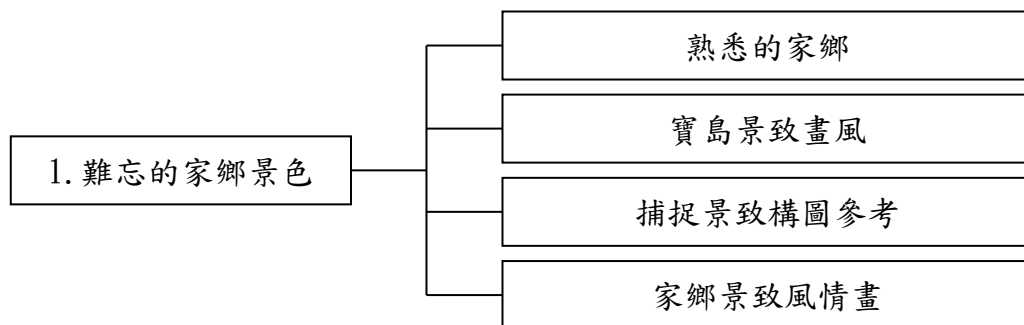 1.難忘的家鄉景色
熟悉的家鄉
寶島景致畫風
捕捉景致構圖參考
家鄉景致風情畫